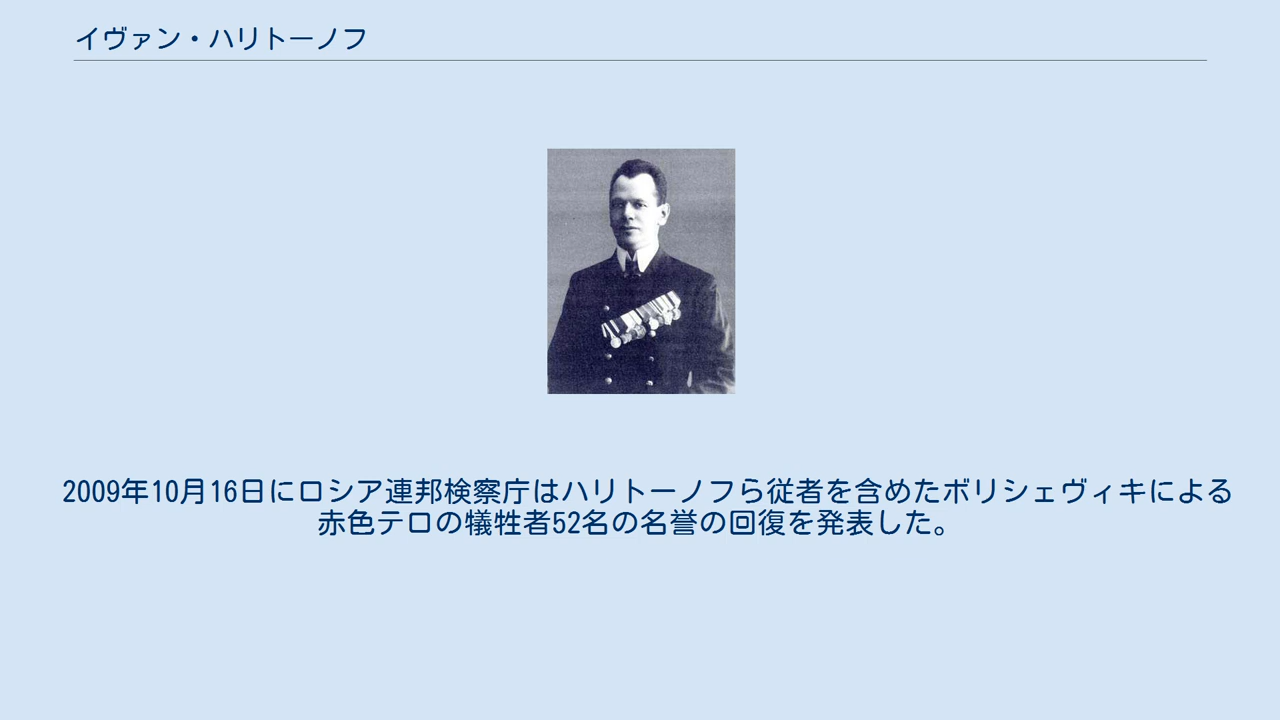 イヴァン・ハリトーノフ
2009年10月16日にロシア連邦検察庁はハリトーノフら従者を含めたボリシェヴィキによる
赤色テロの犠牲者52名の名誉の回復を発表した。